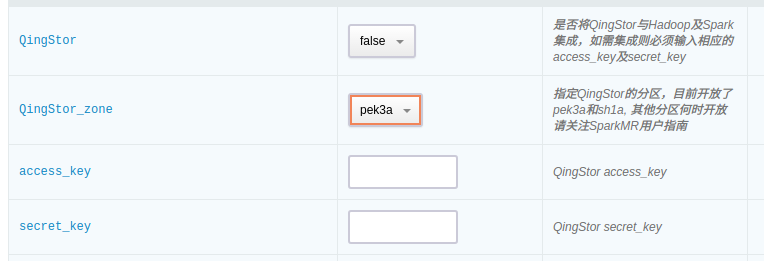 QingStor
false
是否将QingStor与Hadoop及Spark
集成，如需集成则必须输入相应的
access_key及secret_key
QingStor_zone
pek3a
指定QingStor的分区，目前开放了
pek3a和sh1a, 其他分区何时开放
请关注SparkMR用户指南
access_key
QingStor access_key
secret_key
QingStor secret_key